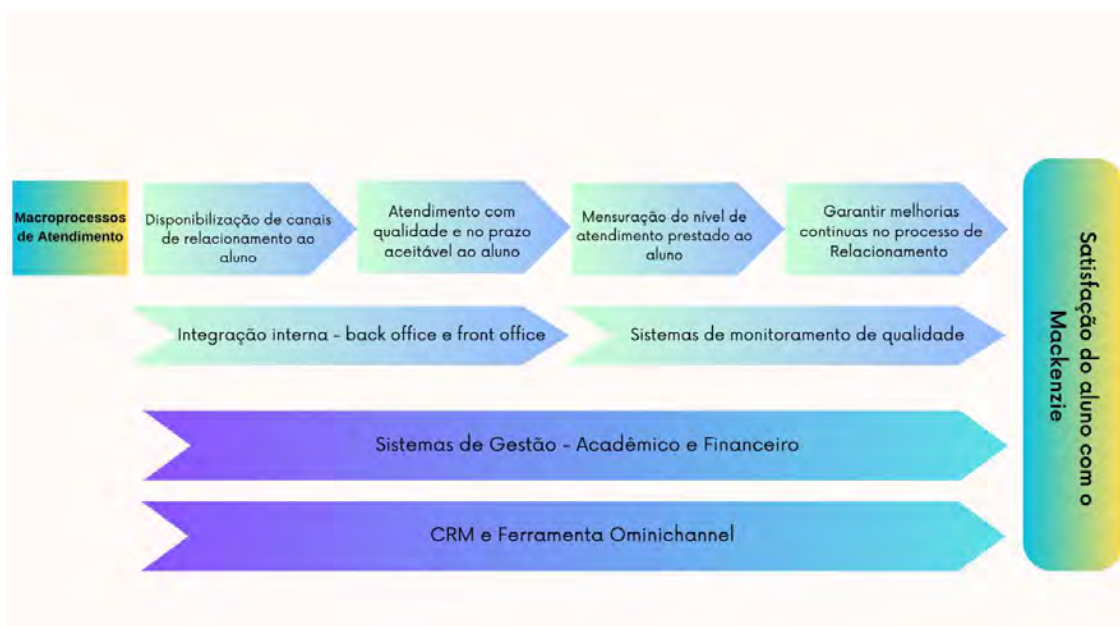 Macroprocessos
de Atendimento
Disponibilização de canais
de relacionamento ao
aluno
Atendimento com
qualidade e no prazo
aceitável ao aluno
Mensuração do nível de
atendimento prestado ao
aluno
Garantir melhorias
continuas no processo de
Relacionamento
Integração interna - back office e front office
Sistemas de monitoramento de qualidade
Sistemas de Gestão - Acadêmico e Financeiro
CRM e Ferramenta Ominichannel
Satisfação do aluno com o
Mackenzie